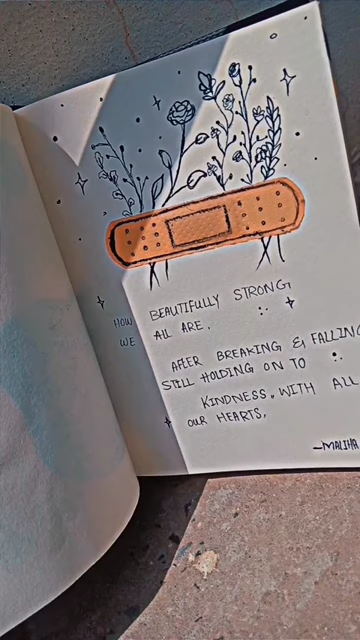 HOW BEAUTIFULLY STRONG
WE ALL ARE.
AFTER BREAKING & FALLING
STILL HOLDING ON TO
KINDNESS. WITH ALL
OUR HEARTS.
—MALIHA